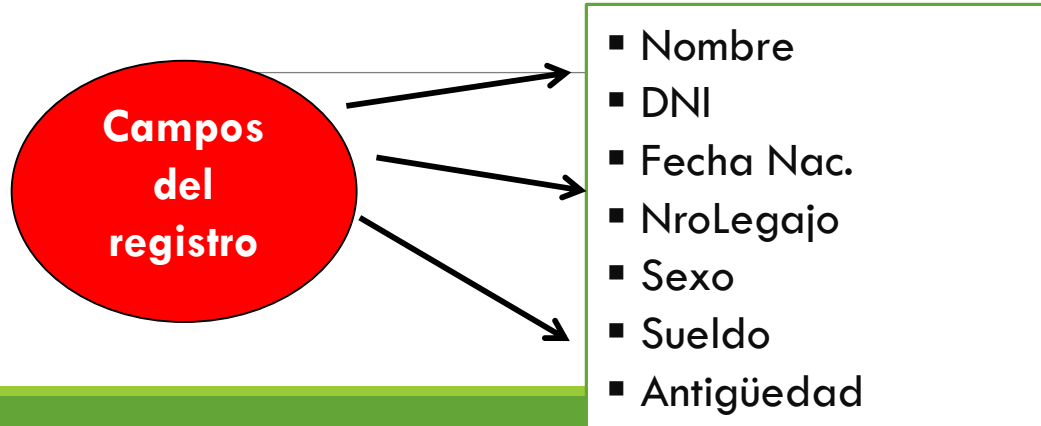 Campos
del
registro
▪ Nombre
▪ DNI
▪ Fecha Nac.
▪ NroLegajo
▪ Sexo
▪ Sueldo
▪ Antigüedad